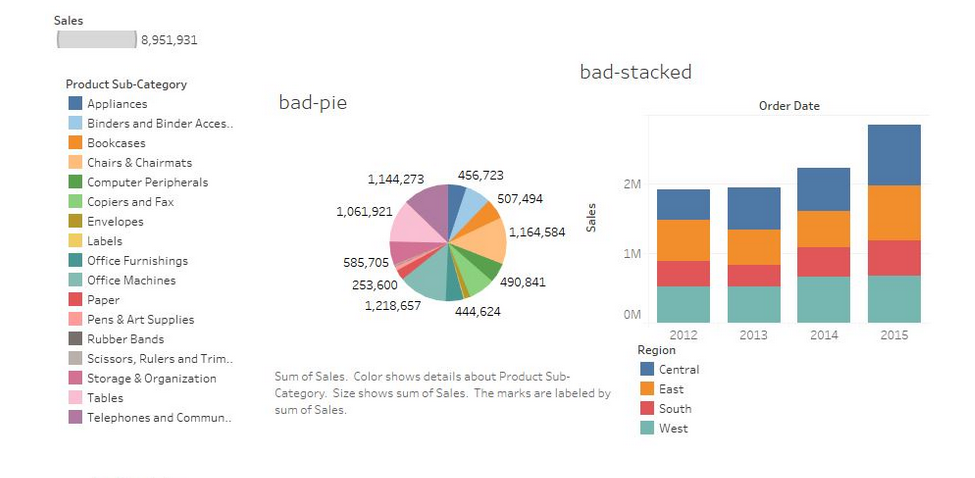 Sales
8,951,931
Product Sub-Category
Appliances
Binders and Binder Acces..
Bookcases
Chairs & Chairmats
Computer Peripherals
Copiers and Fax
Envelopes
Labels
Office Furnishings
Office Machines
Paper
Pens & Art Supplies
Rubber Bands
Scissors, Rulers and Trim..
Storage & Organization
Tables
Telephones and Commun..
bad-pie
1,144,273
456,723
507,494
1,061,921
1,164,584
585,705
490,841
253,600
1,218,657
444,624
Sum of Sales. Color shows details about Product Sub-
Category. Size shows sum of Sales. The marks are labeled by
sum of Sales.
bad-stacked
Order Date
Sales
2M
1M
0M
2012
2013
2014
2015
Region
Central
East
South
West